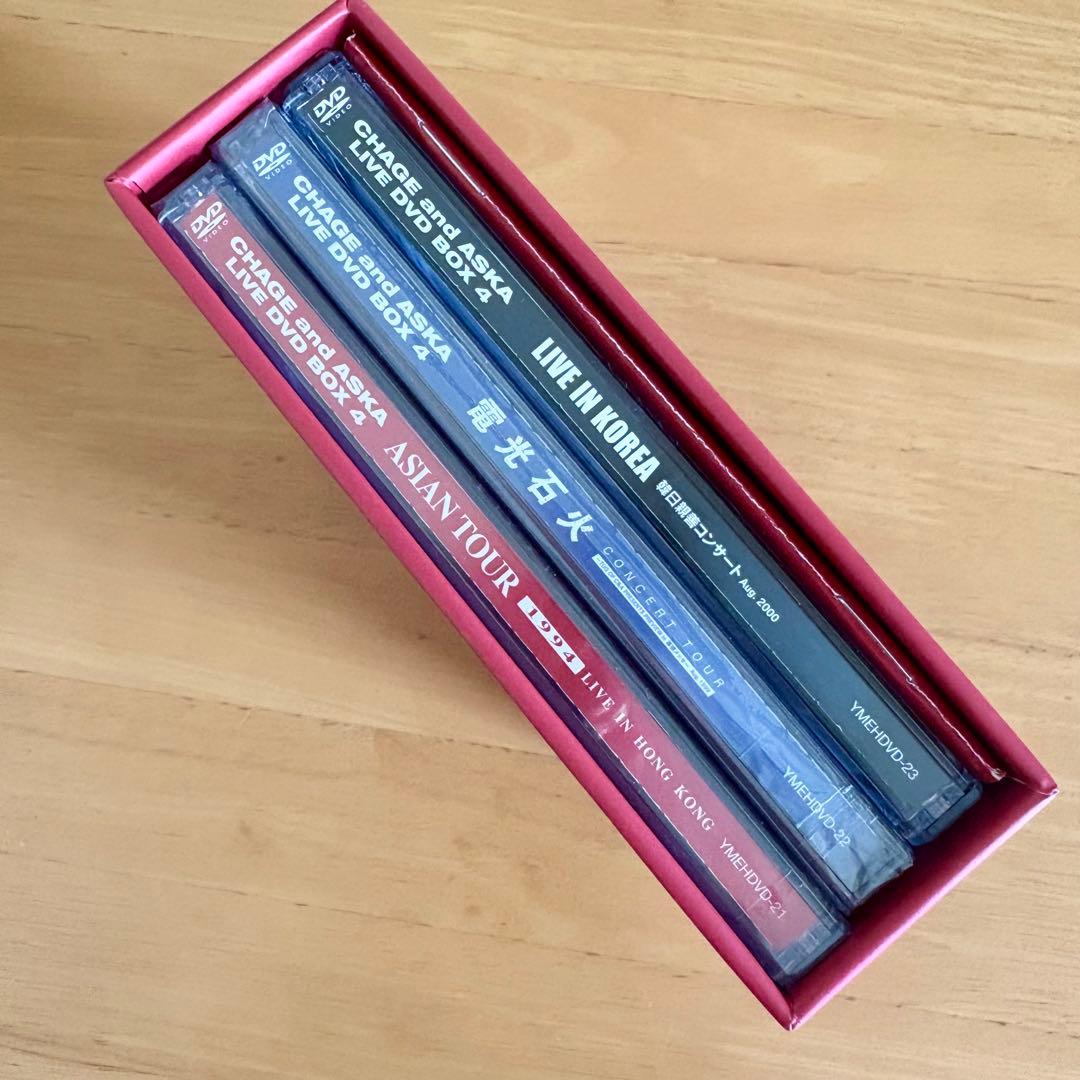 DVD VIDEO
CHAGE and ASKA
LIVE DVD BOX 4
LIVE IN KOREA 韓日親善コンサート Aug. 2000
YMEHDVD-23
DVD VIDEO
CHAGE and ASKA
LIVE DVD BOX 4
電光石火
CONCERT TOUR
YMEHDVD-22
DVD VIDEO
CHAGE and ASKA
LIVE DVD BOX 4
ASIAN TOUR 1994 LIVE IN HONG KONG
YMEHDVD-21